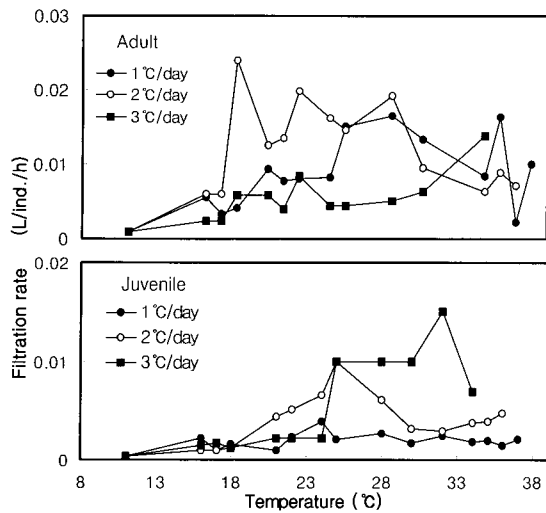 0.03
Adult
1℃/day
0.02
2℃/day
3℃/day
0.01
(L/ind./h)
0
0.02
Juvenile
1℃/day
2℃/day
0.01
3℃/day
Filtration rate
0
8 13 18 23 28 33 38
Temperature (℃)